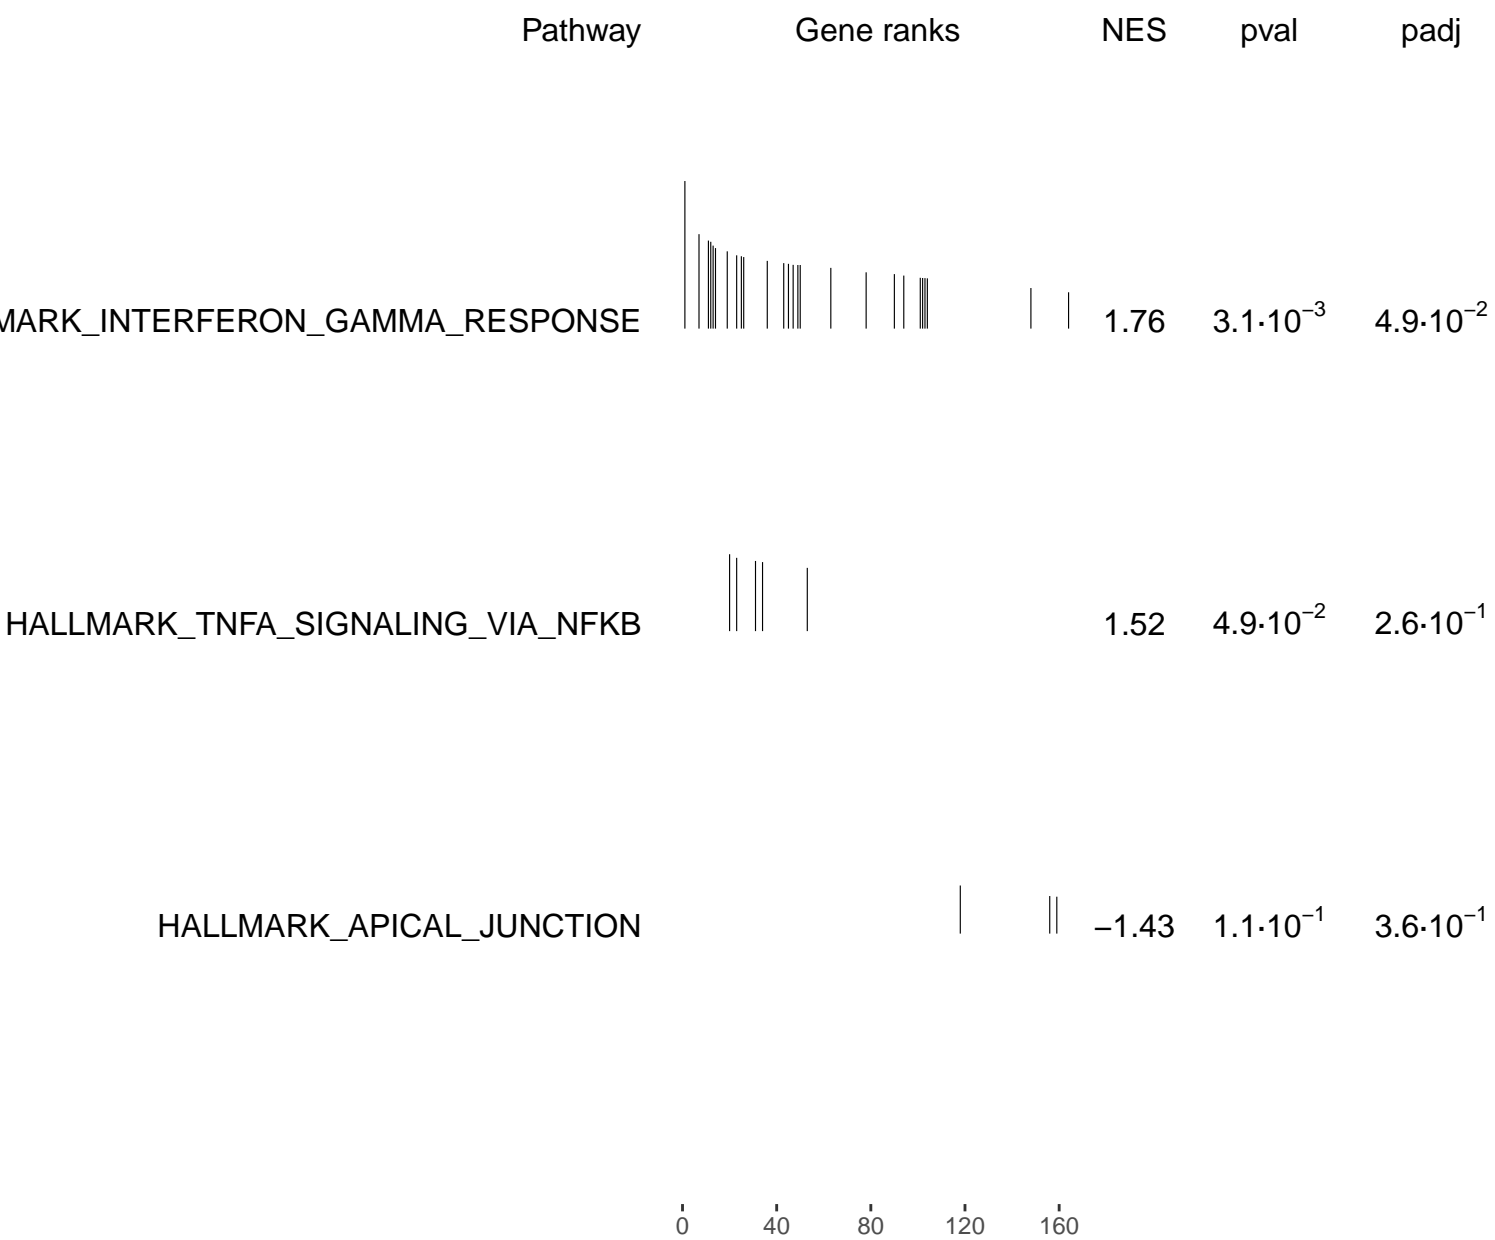 Pathway Gene ranks NES pval padj
MARK_INTERFERON_GAMMA_RESPONSE 1.76 3.1·10⁻³ 4.9·10⁻²
HALLMARK_TNFA_SIGNALING_VIA_NFKB 1.52 4.9·10⁻² 2.6·10⁻¹
HALLMARK_APICAL_JUNCTION −1.43 1.1·10⁻¹ 3.6·10⁻¹
0 40 80 120 160